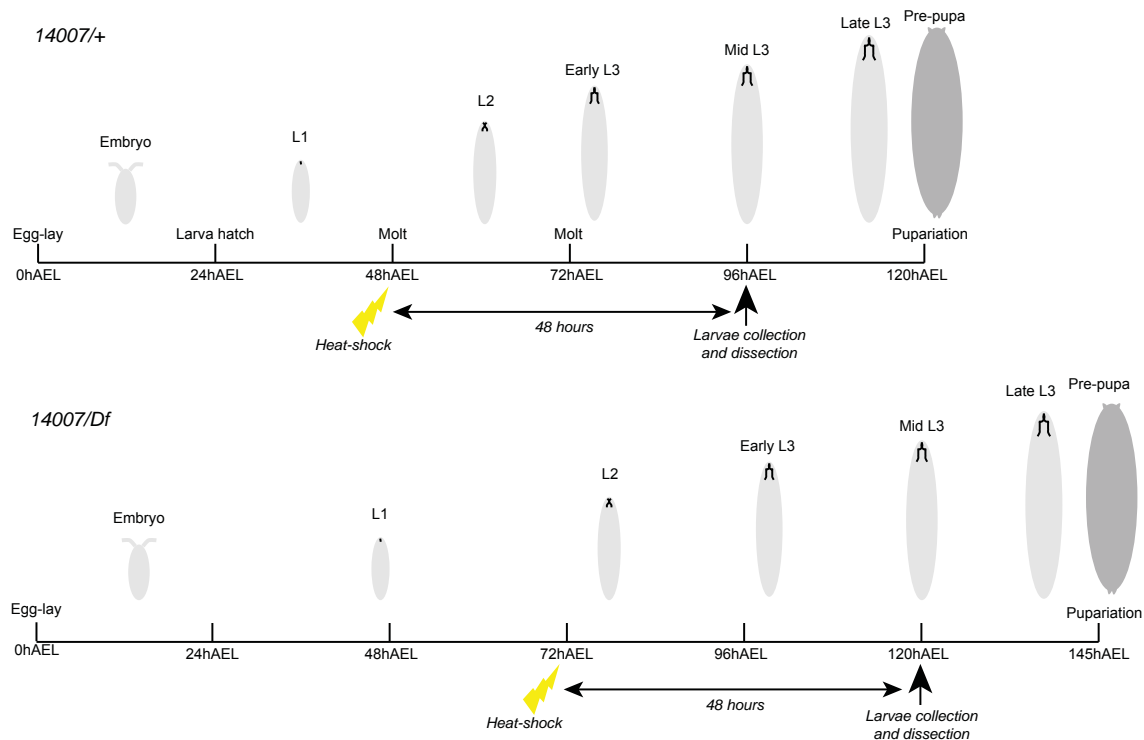 14007/+
Embryo
L1
L2
Early L3
Mid L3
Late L3
Pre-pupa
Egg-lay
Larva hatch
Molt
Molt
Pupariation
0hAEL
24hAEL
48hAEL
72hAEL
96hAEL
120hAEL
Heat-shock
48 hours
Larvae collection
and dissection
14007/Df
Embryo
L1
L2
Early L3
Mid L3
Late L3
Pre-pupa
Egg-lay
Pupariation
0hAEL
24hAEL
48hAEL
72hAEL
96hAEL
120hAEL
145hAEL
Heat-shock
48 hours
Larvae collection
and dissection